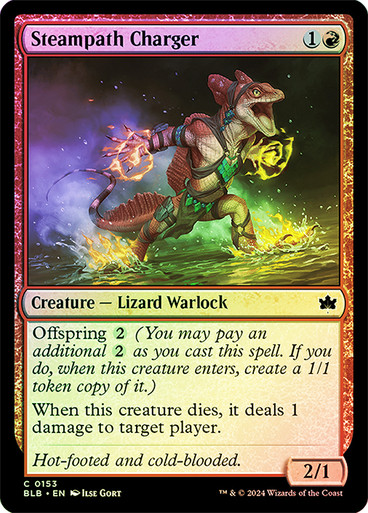 Steampath Charger 1
Creature — Lizard Warlock
Offspring 2 (You may pay an
additional 2 as you cast this spell. If you
do, when this creature enters, create a 1/1
token copy of it.)
When this creature dies, it deals 1
damage to target player.
Hot-footed and cold-blooded.
2/1
C 0153
BLB • EN Ilse Gort
™ & © 2024 Wizards of the Coast